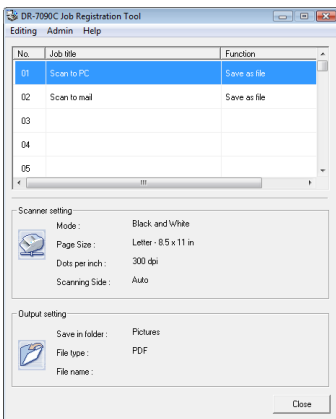 DR-7090C Job Registration Tool
Editing Admin Help
No. Job title Function
01 Scan to PC Save as file
02 Scan to mail Save as file
03
04
05
Scanner setting
Mode : Black and White
Page Size : Letter - 8.5 x 11 in
Dots per inch : 300 dpi
Scanning Side : Auto
Output setting
Save in folder : Pictures
File type : PDF
File name :
Close